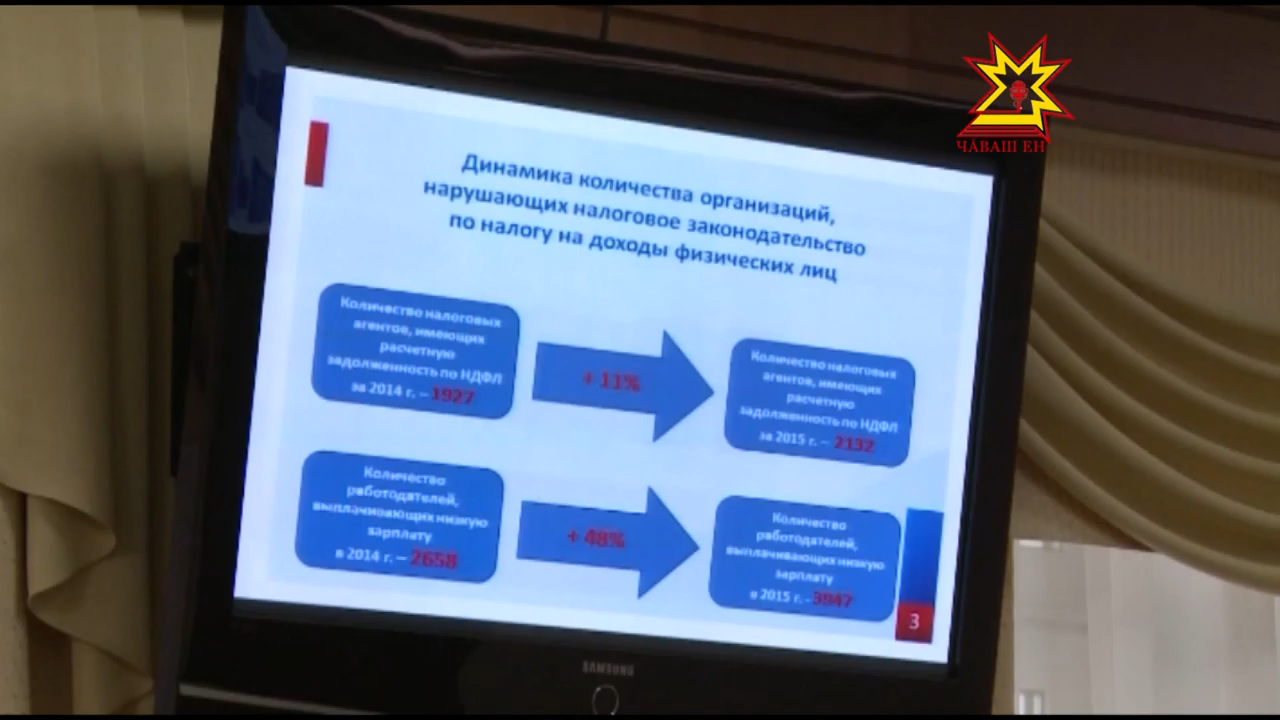 ЧӐВАШ ЕН
Динамика количества организаций,
нарушающих налоговое законодательство
по налогу на доходы физических лиц
Количество налоговых
агентов, имеющих
расчетную
задолженность по НДФЛ
за 2014 г. – 1927
+ 11%
Количество налоговых
агентов, имеющих
расчетную
задолженность по НДФЛ
за 2015 г. – 2132
Количество
работодателей,
выплачивающих низкую
зарплату
в 2014 г. – 2658
+ 48%
Количество
работодателей,
выплачивающих низкую
зарплату
в 2015 г. - 3947
3
SAMSUNG